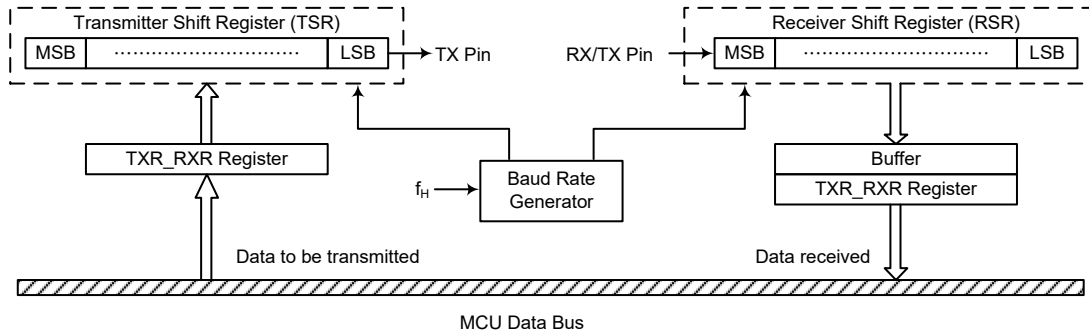 Transmitter Shift Register (TSR)
MSB ................................... LSB
TX Pin
RX/TX Pin
Receiver Shift Register (RSR)
MSB ................................... LSB
TXR_RXR Register
Baud Rate
Generator
fH
Buffer
TXR_RXR Register
Data to be transmitted
Data received
MCU Data Bus